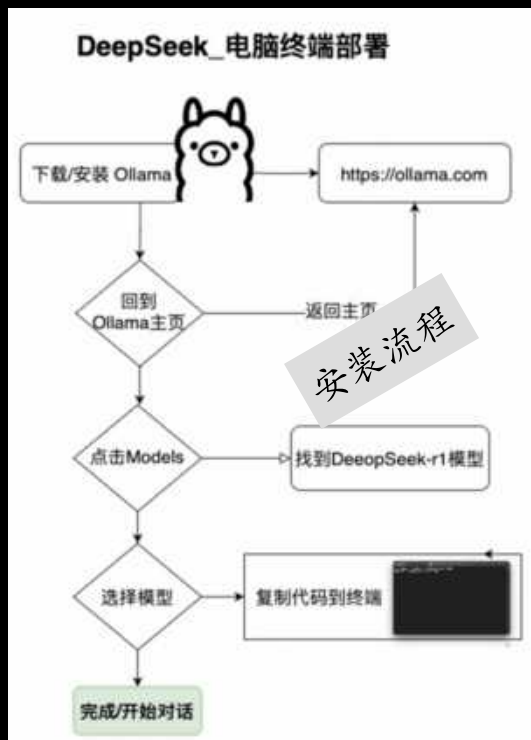 DeepSeek_电脑终端部署
下载/安装 Ollama
https://ollama.com
回到
Ollama主页
返回主页
安装流程
点击Models
找到DeeopSeek-r1模型
选择模型
复制代码到终端
完成/开始对话